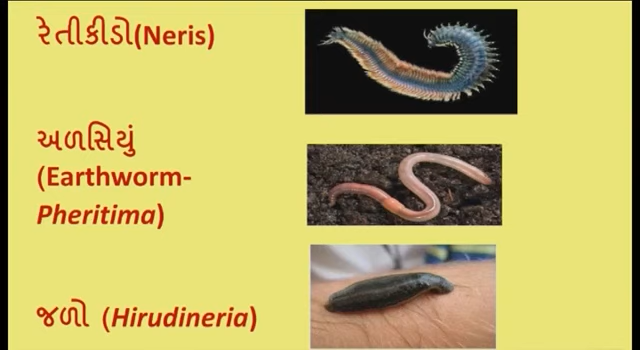 રેતીકીડો(Neris)
અળસિયું
(Earthworm-
Pheritima)
જળો (Hirudineria)